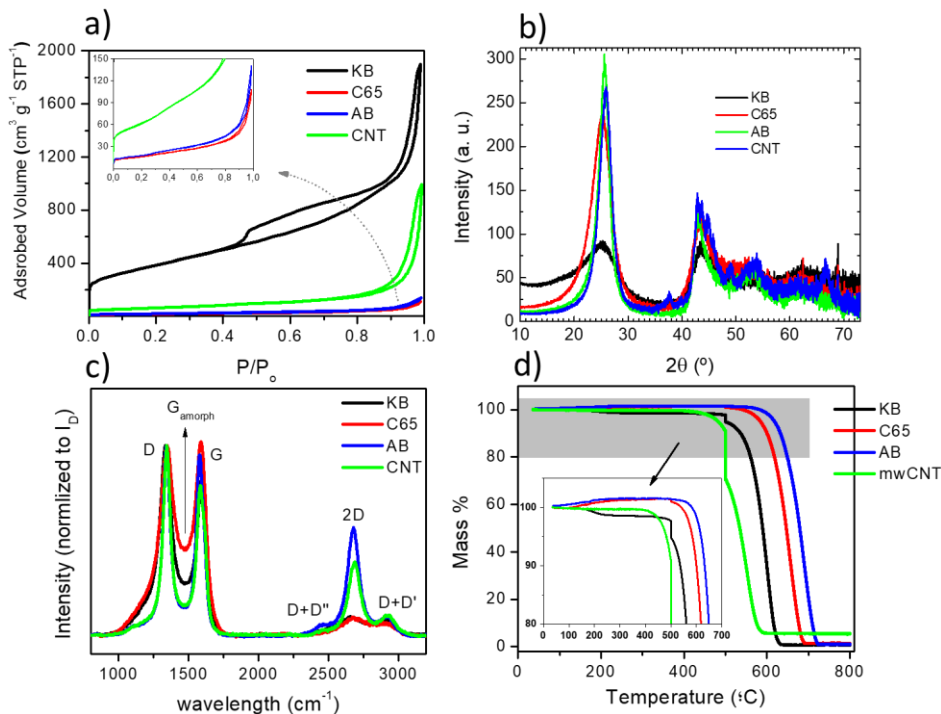 a)
Adsrobed Volume (cm³ g⁻¹ STP⁻¹)
2000
1600
1200
800
400
0.0 0.2 0.4 0.6 0.8 1.0
P/Pₒ
KB
C65
AB
CNT
150
120
90
60
30
0,0 0,2 0,4 0,6 0,8 1,0
b)
Intensity (a. u.)
300
250
200
150
100
50
0
10 20 30 40 50 60 70
2θ (º)
KB
C65
AB
CNT
c)
Intensity (normlized to I_D)
D
G_amorph
G
2D
D+D"
D+D'
KB
C65
AB
CNT
1000 1500 2000 2500 3000
wavelength (cm⁻¹)
d)
Mass %
100
80
60
40
20
0
0 200 400 600 800
Temperature (ºC)
KB
C65
AB
mwCNT
100
90
80
0 100 200 300 400 500 600 700